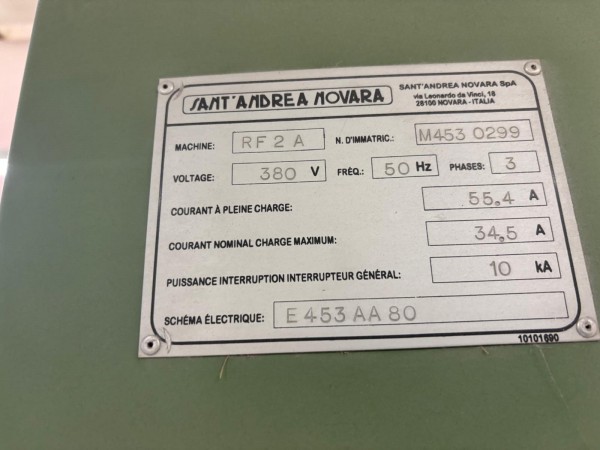 SANT'ANDREA NOVARA
SANT'ANDREA NOVARA SpA
via Leonardo da Vinci, 18
28100 NOVARA - ITALIA
MACHINE: RF 2 A N. D'IMMATRIC.: M453 0299
VOLTAGE: 380 V FRÉQ.: 50 Hz PHASES: 3
COURANT À PLEINE CHARGE: 55,4 A
COURANT NOMINAL CHARGE MAXIMUM: 34,5 A
PUISSANCE INTERRUPTION INTERRUPTEUR GÉNÉRAL: 10 kA
SCHÉMA ÉLECTRIQUE: E 453 AA 80
10101690